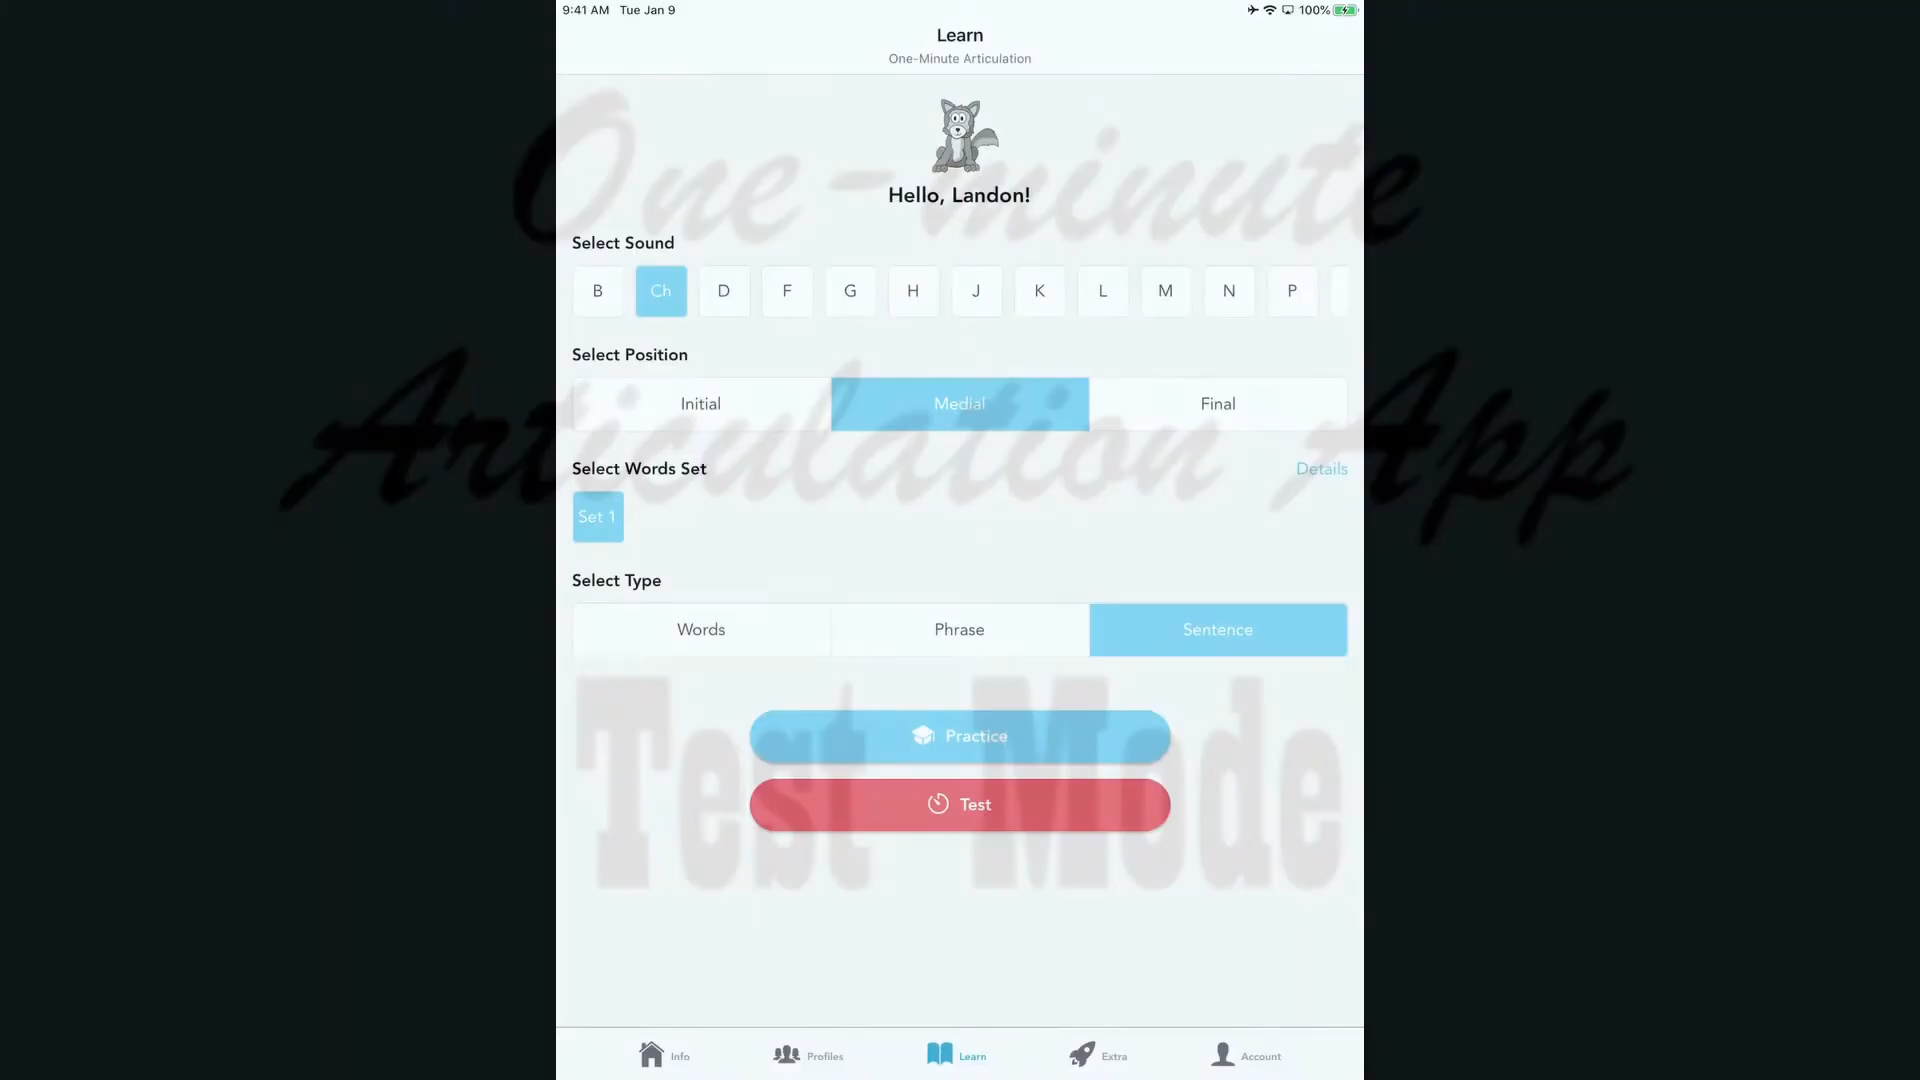 9:41 AM Tue Jan 9 100%
Learn
One-Minute Articulation
One-minute
Hello, Landon!
Select Sound
B Ch D F G H J K L M N P
Select Position
Initial Medial Final
Articulation App
Select Words Set Details
Set 1
Select Type
Words Phrase Sentence
Test Mode
Practice
Test
Info Profiles Learn Extra Account